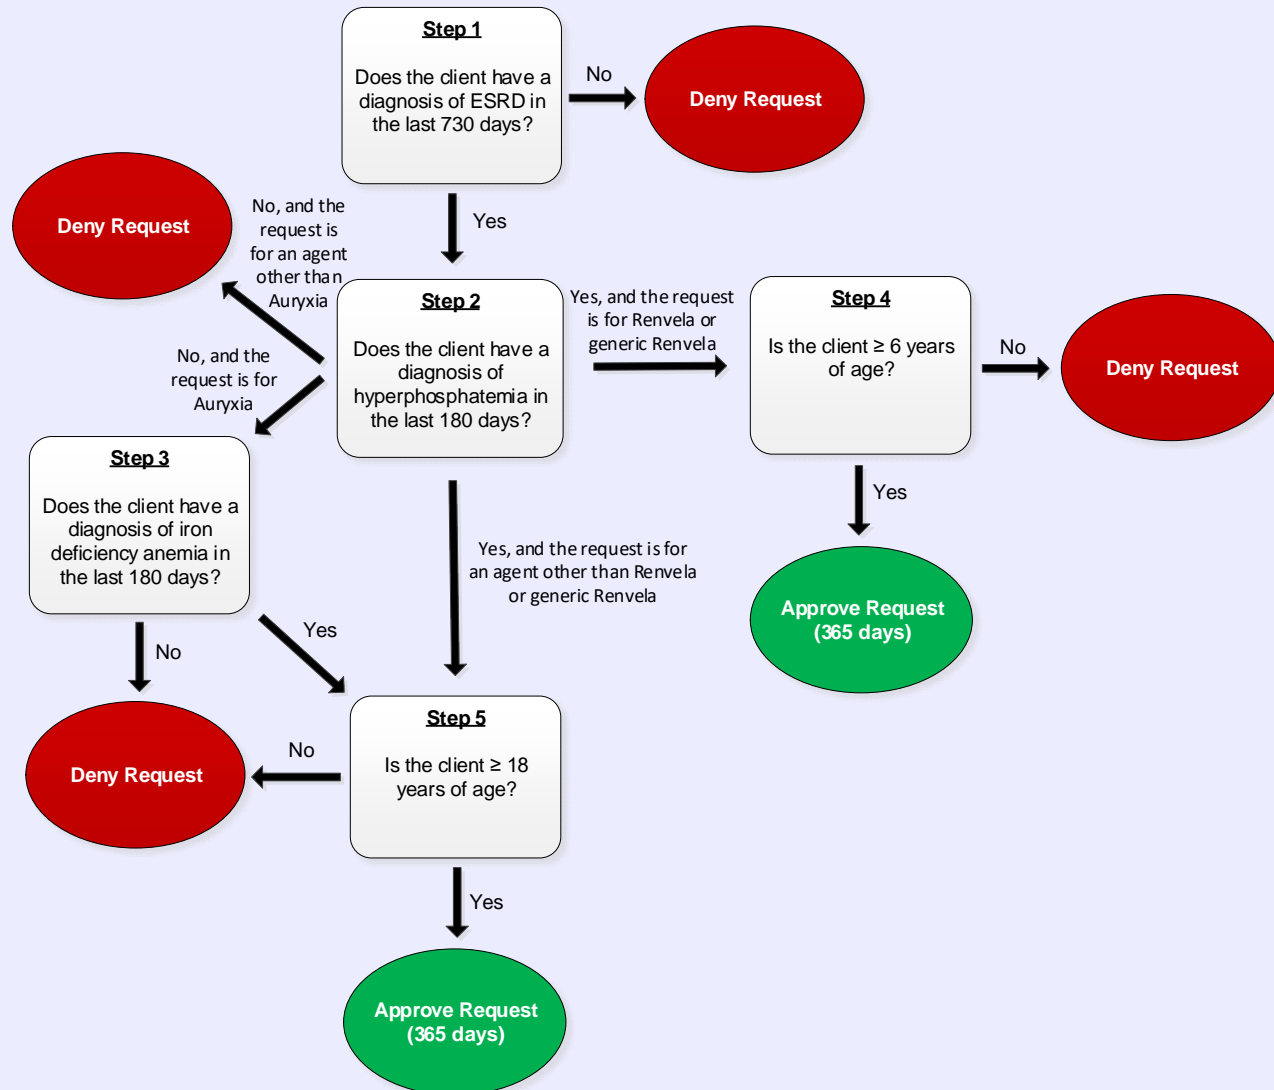 Step 1
Does the client have a
diagnosis of ESRD in
the last 730 days?
No
Deny Request
Yes
Deny Request
No, and the
request is
for an agent
other than
Auryxia
Step 2
Does the client have a
diagnosis of
hyperphosphatemia in
the last 180 days?
Yes, and the request
is for Renvela or
generic Renvela
Step 4
Is the client ≥ 6 years
of age?
No
Deny Request
No, and the
request is for
Auryxia
Step 3
Does the client have a
diagnosis of iron
deficiency anemia in
the last 180 days?
Yes
Approve Request
(365 days)
Yes, and the request is for
an agent other than Renvela
or generic Renvela
Yes
No
Deny Request
No
Step 5
Is the client ≥ 18
years of age?
Yes
Approve Request
(365 days)